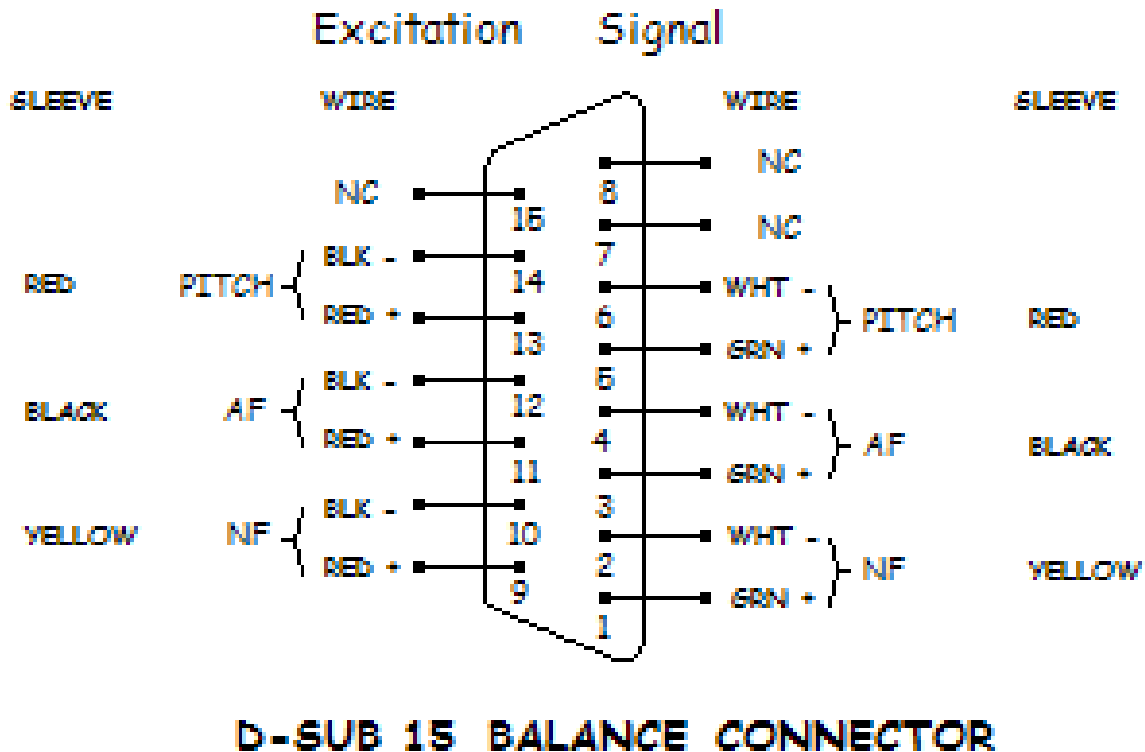 Excitation Signal
SLEEVE WIRE WIRE SLEEVE
NC
8
NC
15
NC
7
BLK -
14
WHT -
RED PITCH
6
PITCH RED
RED +
13
GRN +
5
BLK -
12
WHT -
BLACK AF
4
AF BLACK
RED +
11
GRN +
3
BLK -
10
WHT -
YELLOW NF
2
NF YELLOW
RED +
9
GRN +
1
D-SUB 15 BALANCE CONNECTOR